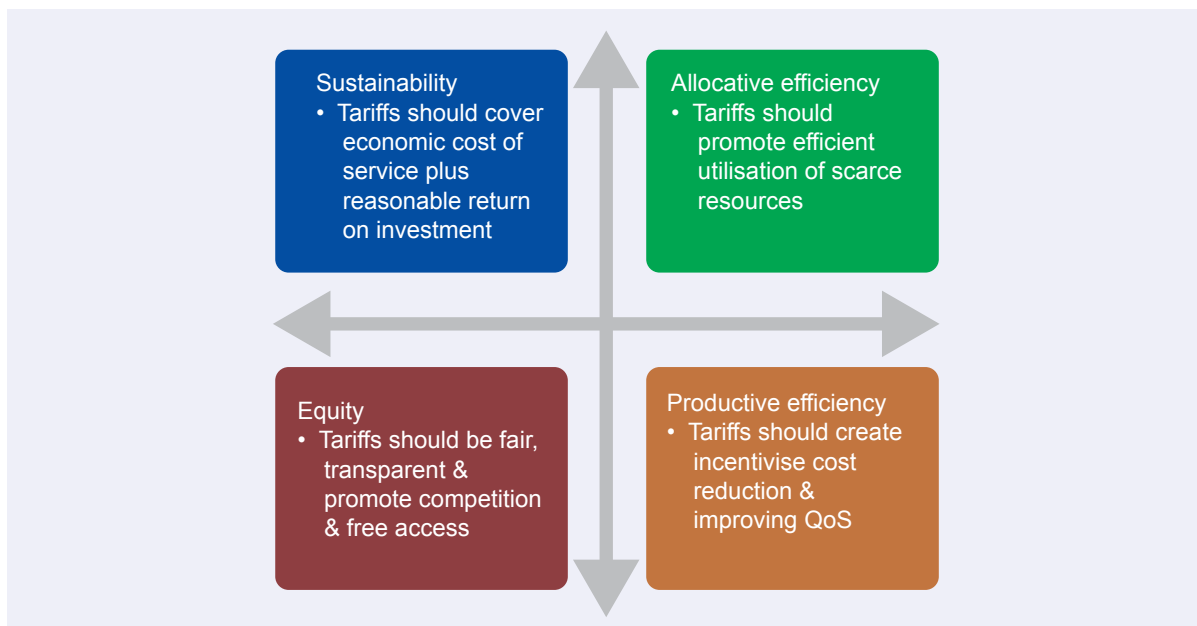 Sustainability
• Tariffs should cover
economic cost of
service plus
reasonable return
on investment
Allocative efficiency
• Tariffs should
promote efficient
utilisation of scarce
resources
Equity
• Tariffs should be fair,
transparent &
promote competition
& free access
Productive efficiency
• Tariffs should create
incentivise cost
reduction &
improving QoS